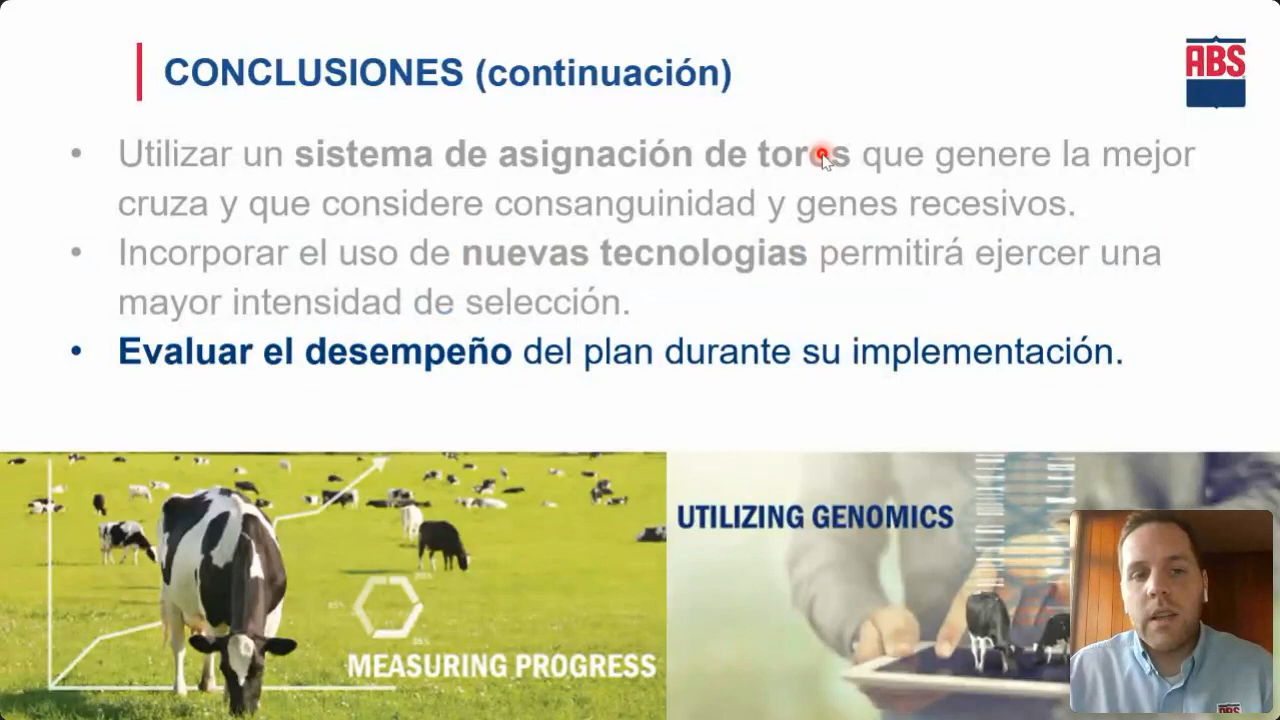 CONCLUSIONES (continuación)
ABS
• Utilizar un sistema de asignación de toros que genere la mejor
cruza y que considere consanguinidad y genes recesivos.
• Incorporar el uso de nuevas tecnologias permitirá ejercer una
mayor intensidad de selección.
• Evaluar el desempeño del plan durante su implementación.
UTILIZING GENOMICS
MEASURING PROGRESS
ABS